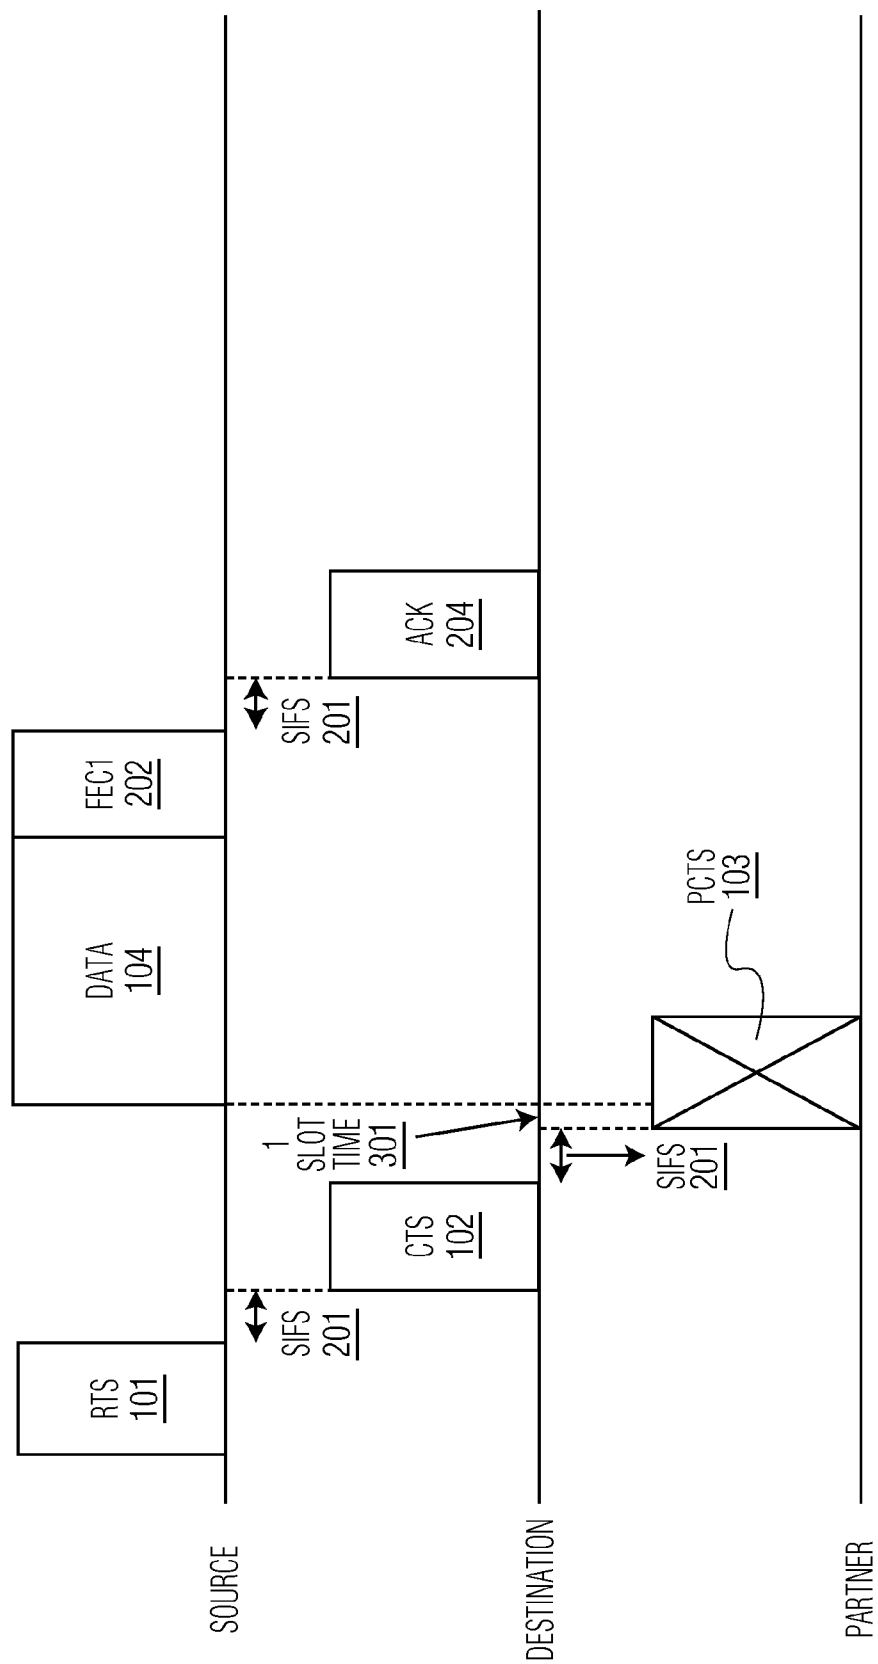 SOURCE
RTS
101
DATA
104
FEC1
202
SIFS
201
SIFS
201
DESTINATION
CTS
102
1
SLOT
TIME
301
ACK
204
PARTNER
SIFS
201
PCTS
103